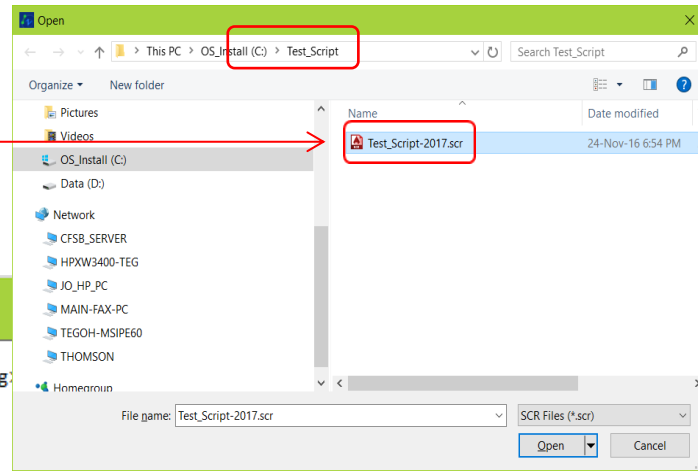 Open
This PC > OS_Install (C:) > Test_Script
Search Test_Script
Organize
New folder
Name
Date modified
Pictures
Videos
OS_Install (C:)
Data (D:)
Network
CFSB_SERVER
HPXW3400-TEG
JO_HP_PC
MAIN-FAX-PC
TEGOH-MSIPE60
THOMSON
Homegroup
Test_Script-2017.scr
24-Nov-16 6:54 PM
File name:
Test_Script-2017.scr
SCR Files (*.scr)
Open
Cancel